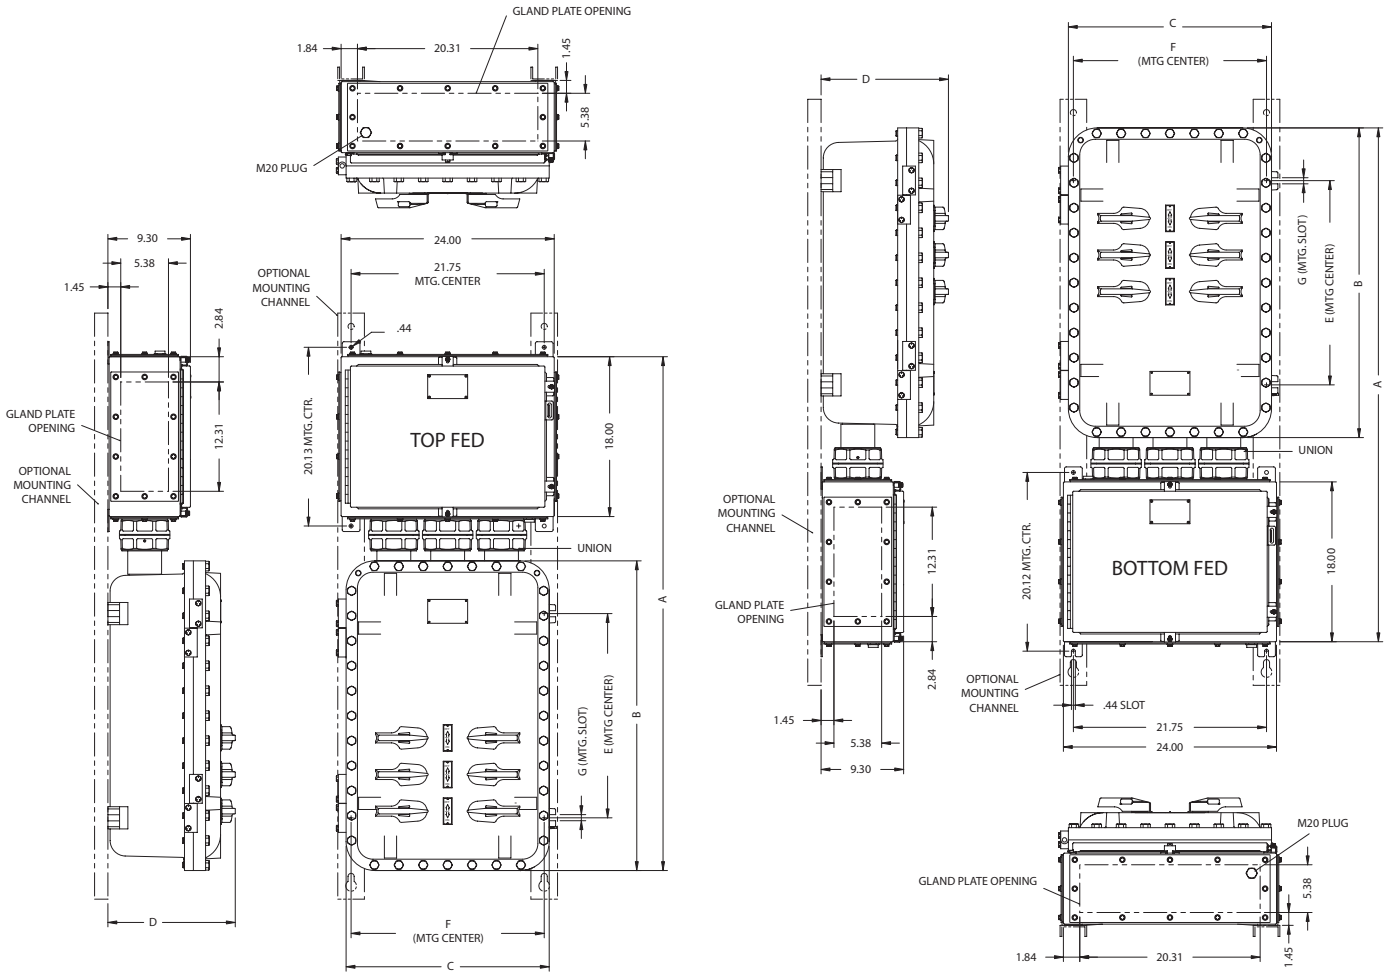 GLAND PLATE OPENING
1.84
20.31
1.45
5.38
M20 PLUG
9.30
5.38
1.45
2.84
GLAND PLATE
OPENING
12.31
OPTIONAL
MOUNTING
CHANNEL
D
24.00
21.75
MTG. CENTER
OPTIONAL
MOUNTING
CHANNEL
.44
20.13 MTG. CTR.
TOP FED
18.00
UNION
A
B
E (MTG CENTER)
G (MTG. SLOT)
F
(MTG CENTER)
C
D
OPTIONAL
MOUNTING
CHANNEL
GLAND PLATE
OPENING
12.31
2.84
1.45
5.38
9.30
C
F
(MTG CENTER)
G (MTG. SLOT)
E (MTG CENTER)
B
A
UNION
20.12 MTG. CTR.
BOTTOM FED
18.00
OPTIONAL
MOUNTING
CHANNEL
.44 SLOT
21.75
24.00
M20 PLUG
GLAND PLATE OPENING
5.38
1.84
20.31
1.45